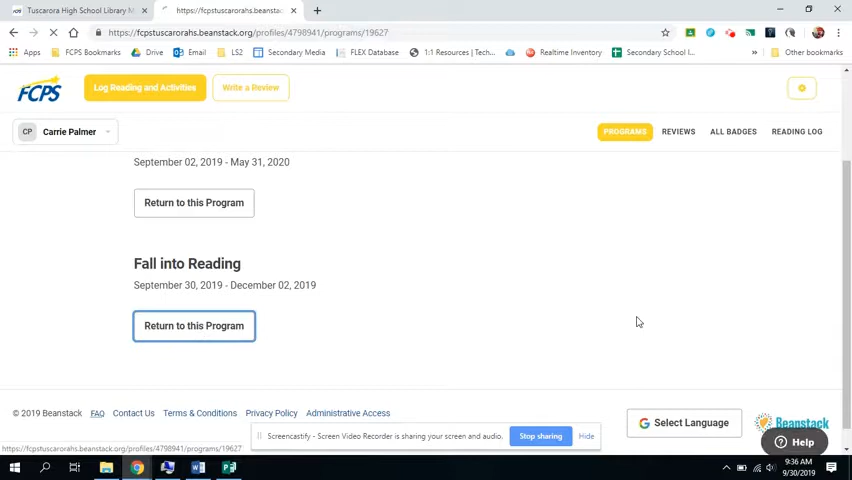 Tuscarora High School Library M
https://fcpstuscarorahs.beanstac
https://fcpstuscarorahs.beanstack.org/profiles/4798941/programs/19627
Apps
FCPS Bookmarks
Drive
Email
LS2
Secondary Media
FLEX Database
1:1 Resources | Tech...
Realtime Inventory
Secondary School I...
Other bookmarks
FCPS
Log Reading and Activities
Write a Review
CP
Carrie Palmer
PROGRAMS
REVIEWS
ALL BADGES
READING LOG
September 02, 2019 - May 31, 2020
Return to this Program
Fall into Reading
September 30, 2019 - December 02, 2019
Return to this Program
© 2019 Beanstack
FAQ
Contact Us
Terms & Conditions
Privacy Policy
Administrative Access
Select Language
Beanstack
Screencastify - Screen Video Recorder is sharing your screen and audio.
Stop sharing
Hide
Help
https://fcpstuscarorahs.beanstack.org/profiles/4798941/programs/19627
9:36 AM
9/30/2019